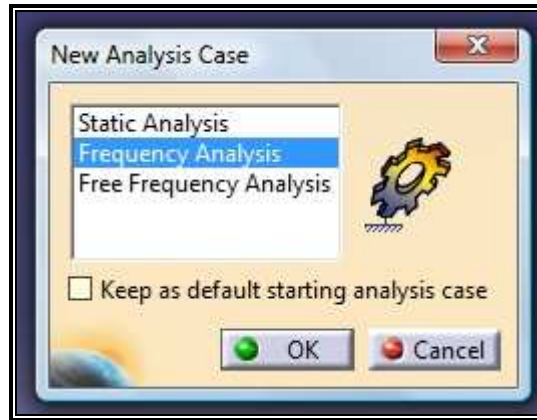 New Analysis Case
Static Analysis
Frequency Analysis
Free Frequency Analysis
Keep as default starting analysis case
OK
Cancel